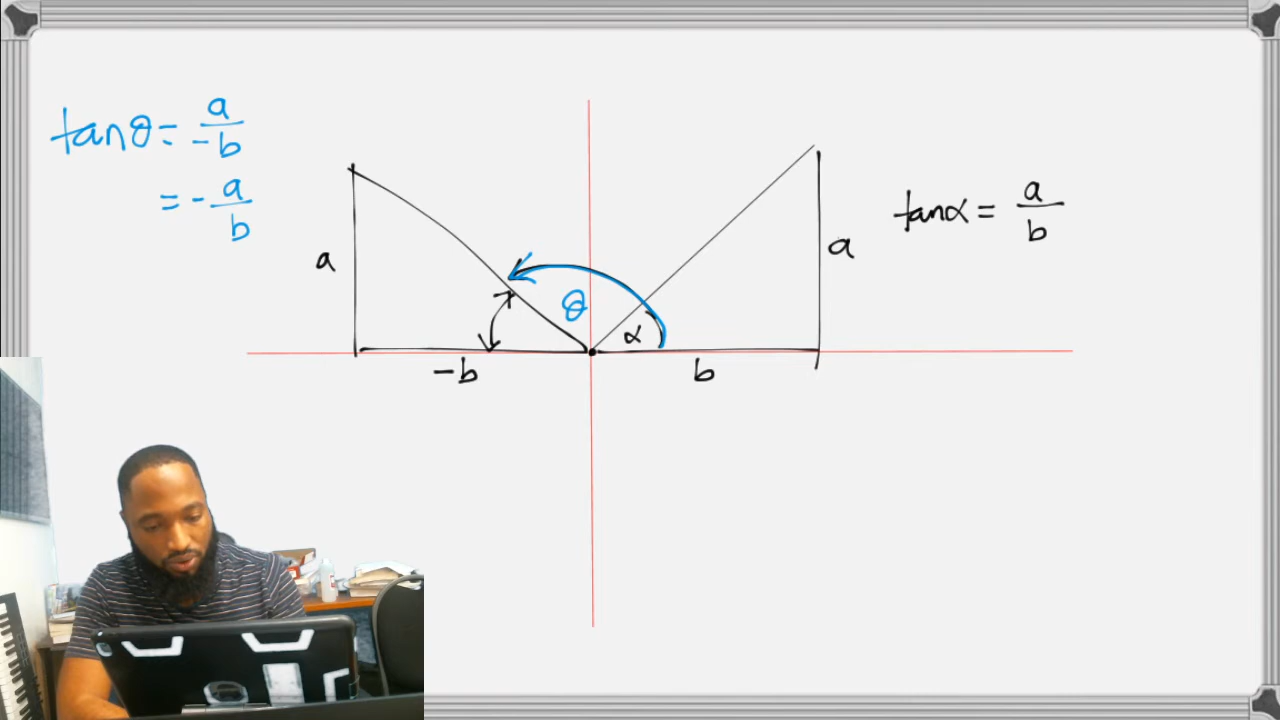 tanθ = a/-b
= - a/b
a
θ
α
-b
b
a
tanα = a/b